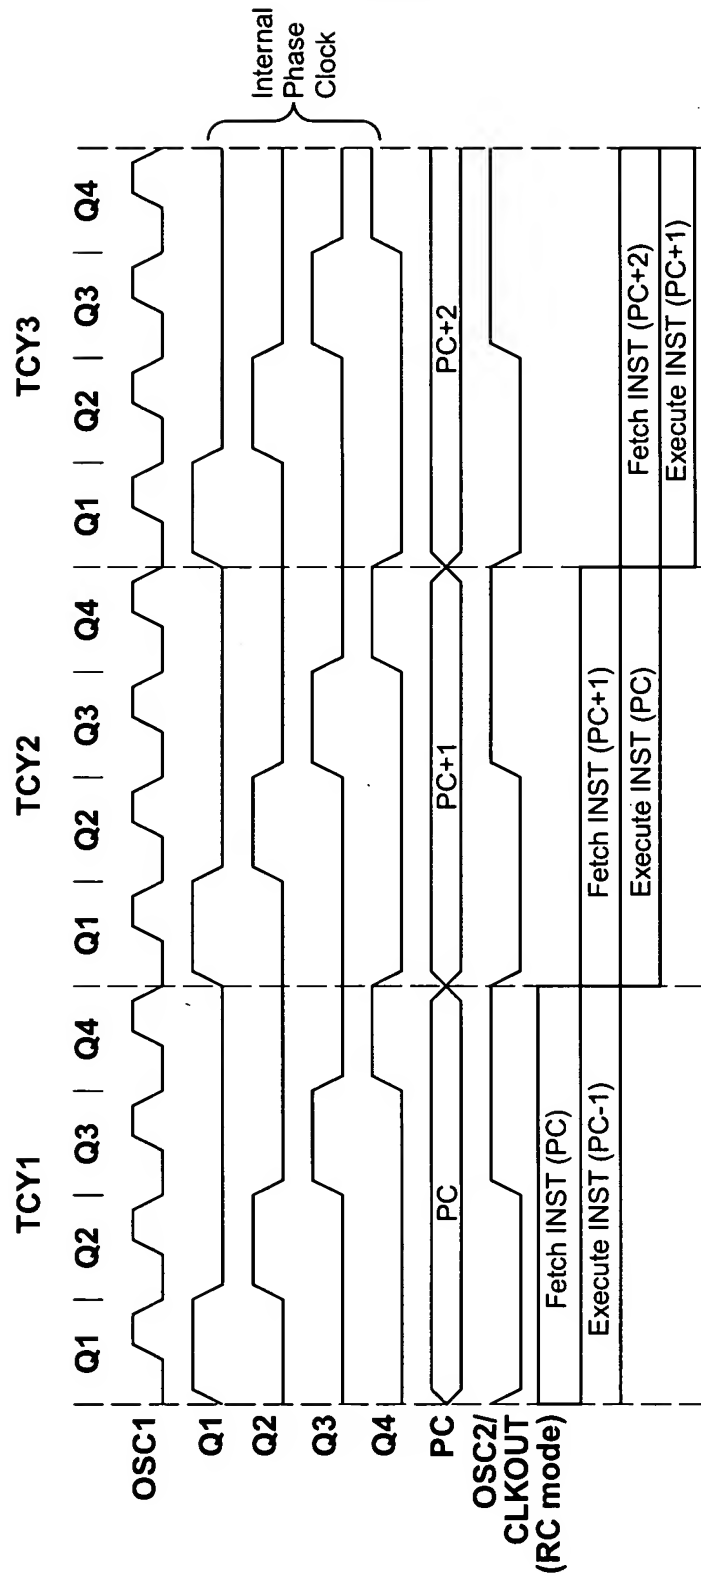 TCY1
TCY2
TCY3
Q1 | Q2 | Q3 | Q4
Q1 | Q2 | Q3 | Q4
Q1 | Q2 | Q3 | Q4
OSC1
Q1
Q2
Q3
Q4
Internal
Phase
Clock
PC
PC
PC+1
PC+2
OSC2/
CLKOUT
(RC mode)
Fetch INST (PC)
Execute INST (PC-1)
Fetch INST (PC+1)
Execute INST (PC)
Fetch INST (PC+2)
Execute INST (PC+1)